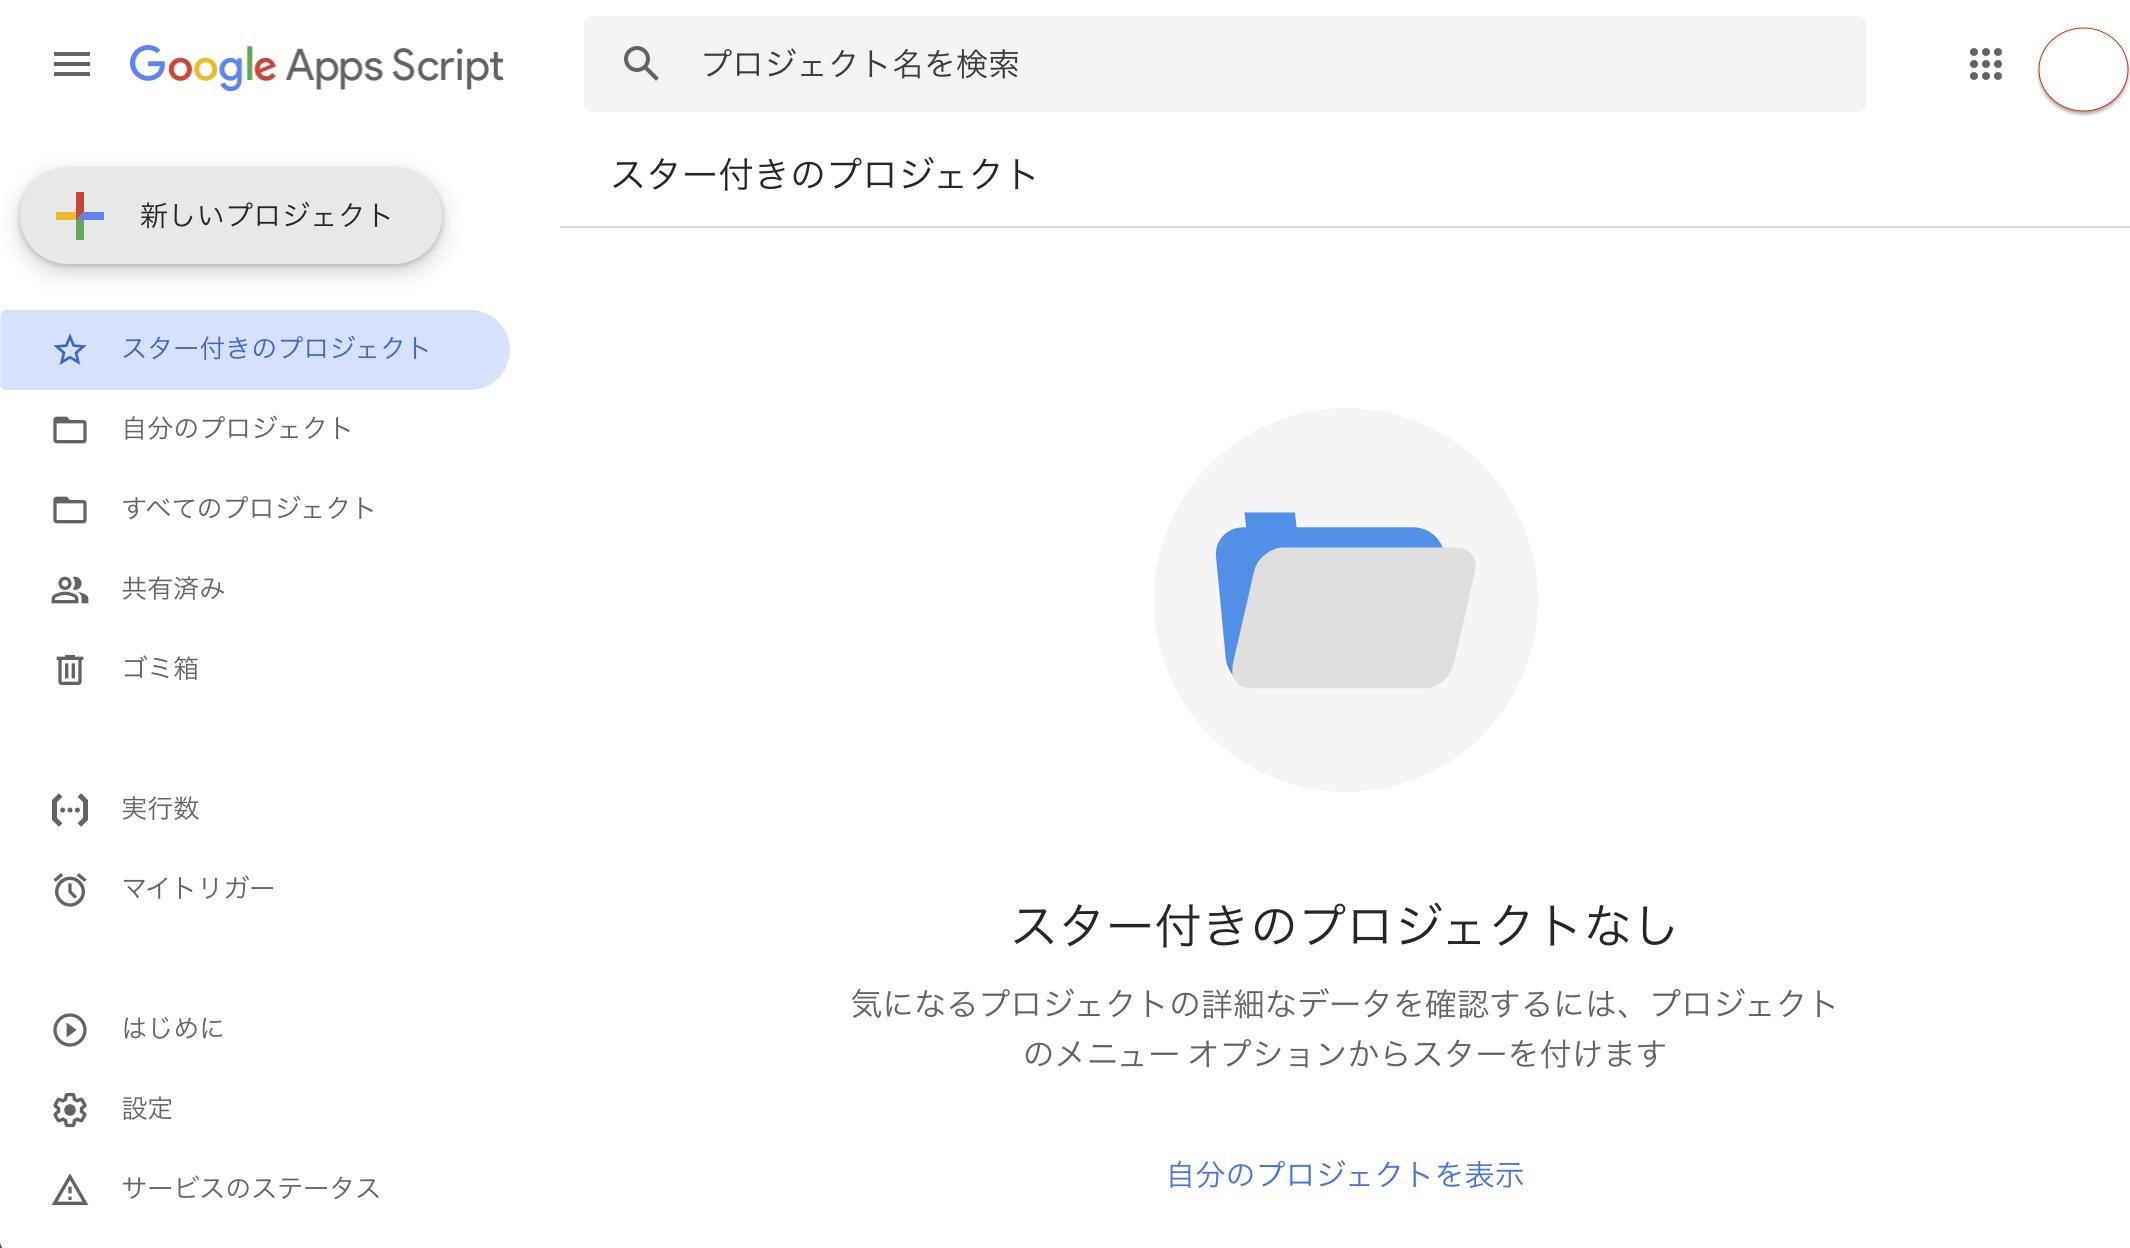 Google Apps Script
プロジェクト名を検索
スター付きのプロジェクト
新しいプロジェクト
スター付きのプロジェクト
自分のプロジェクト
すべてのプロジェクト
共有済み
ゴミ箱
実行数
マイトリガー
はじめに
設定
サービスのステータス
スター付きのプロジェクトなし
気になるプロジェクトの詳細なデータを確認するには、プロジェクト
のメニュー オプションからスターを付けます
自分のプロジェクトを表示